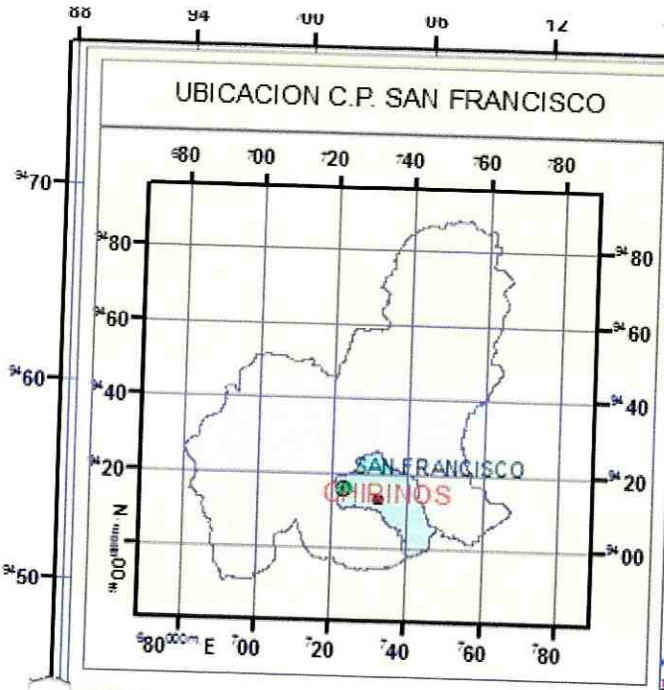 88 94 00 06 12
UBICACION C.P. SAN FRANCISCO
⁶80 ⁷00 ⁷20 ⁷40 ⁷60 ⁷80
⁹⁴70
⁹⁴80 ⁹⁴80
⁹⁴60 ⁹⁴60
⁹⁴60
⁹⁴40 ⁹⁴40
⁹⁴20 SAN FRANCISCO ⁹⁴20
CHIRINOS
⁹⁴00 N ⁹⁴00
⁹⁴50
⁶80⁰⁰⁰ᵐ· E ⁷00 ⁷20 ⁷40 ⁷60 ⁷80